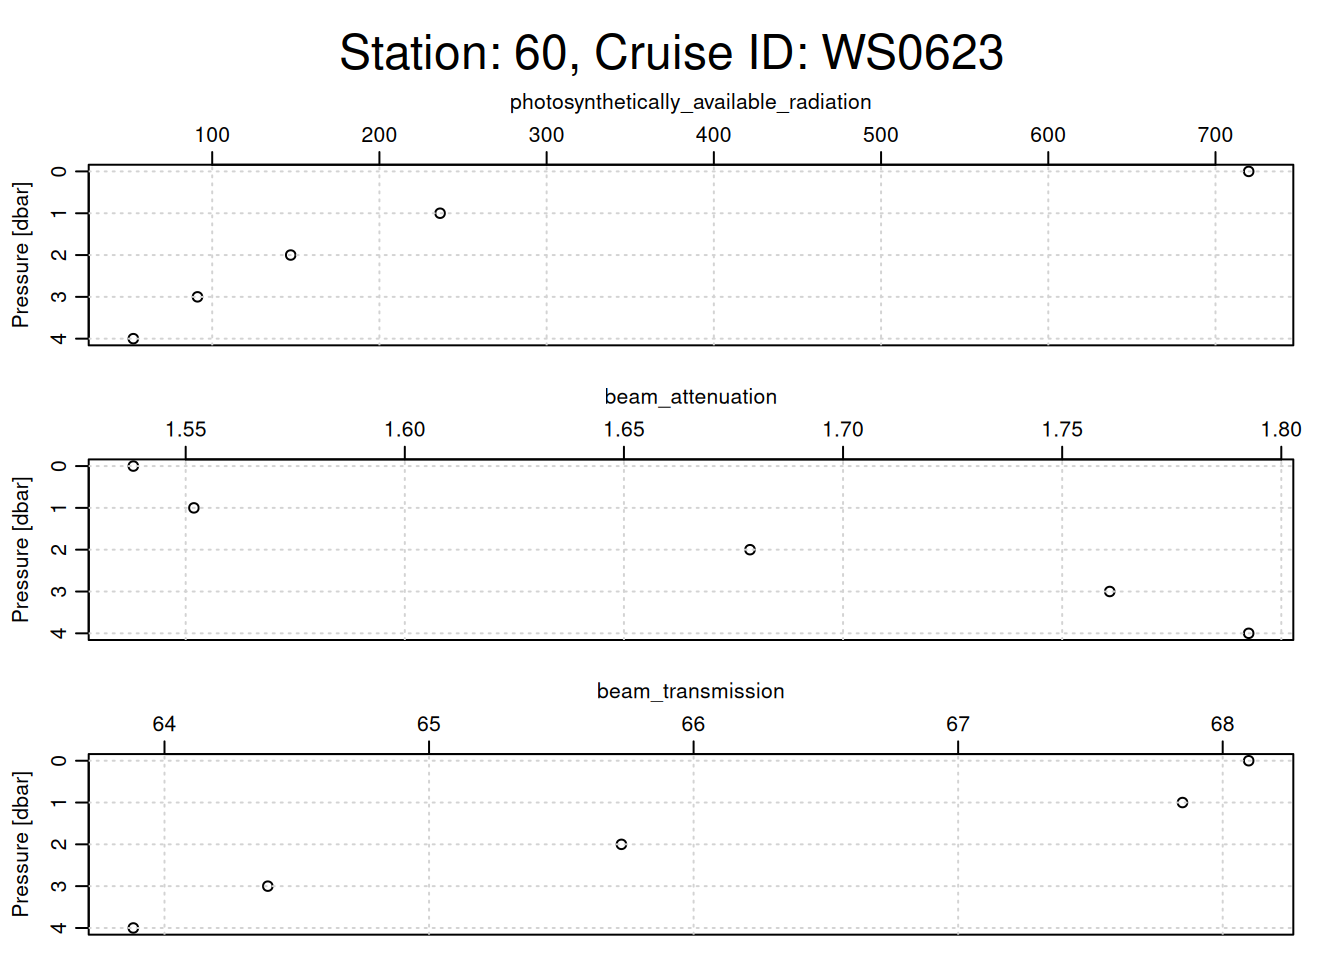 Station: 60, Cruise ID: WS0623
photosynthetically_available_radiation
100 200 300 400 500 600 700
Pressure [dbar]
0
1
2
3
4
beam_attenuation
1.55 1.60 1.65 1.70 1.75 1.80
Pressure [dbar]
0
1
2
3
4
beam_transmission
64 65 66 67 68
Pressure [dbar]
0
1
2
3
4